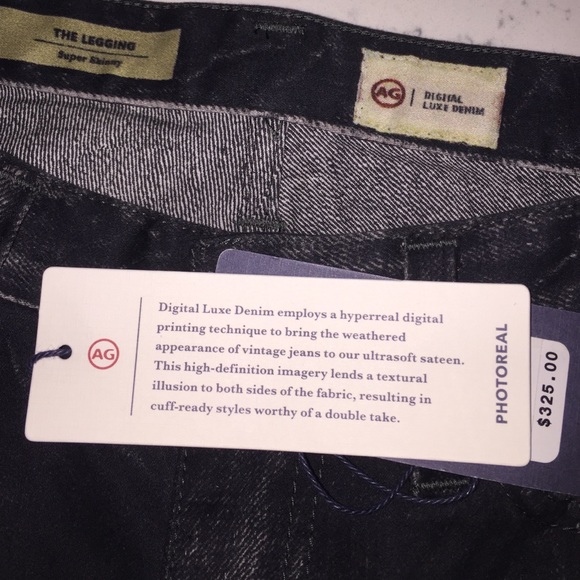 THE LEGGING
Super Skinny
AG
DIGITAL
LUXE DENIM
AG
Digital Luxe Denim employs a hyperreal digital
printing technique to bring the weathered
appearance of vintage jeans to our ultrasoft sateen.
This high-definition imagery lends a textural
illusion to both sides of the fabric, resulting in
cuff-ready styles worthy of a double take.
PHOTOREAL
$325.00